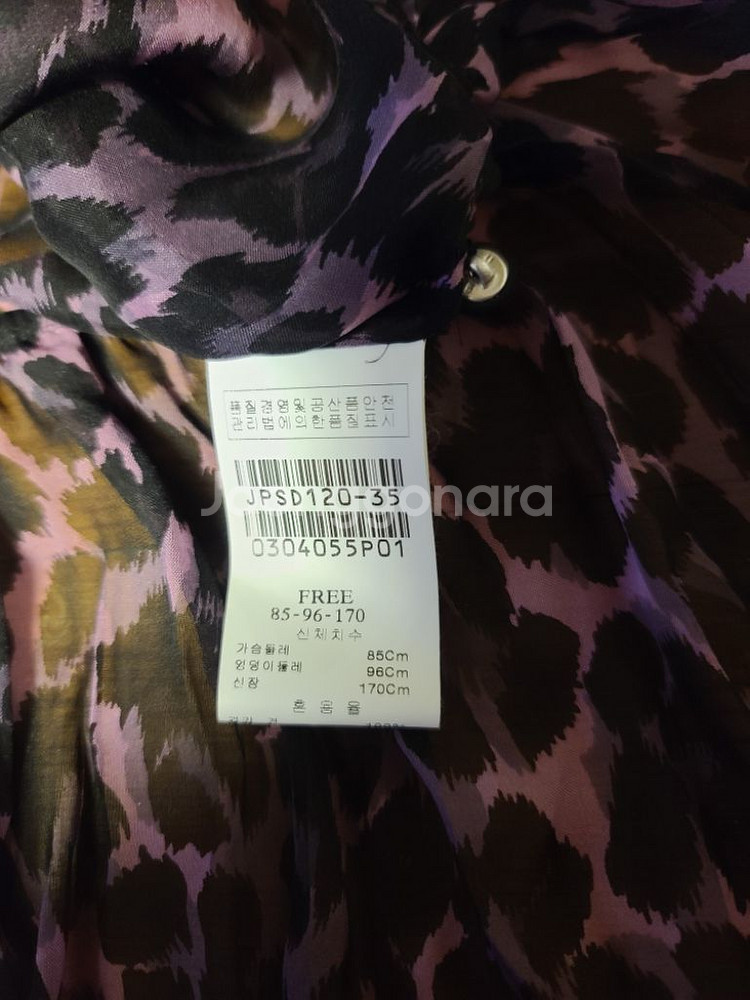 품질경영및공산품안전
관리법에의한품질표시
JPSD120-35
Joonggonara
0304055P01
FREE
85-96-170
신체치수
가슴둘레 85Cm
엉덩이둘레 96Cm
신장 170Cm
혼용율
100%